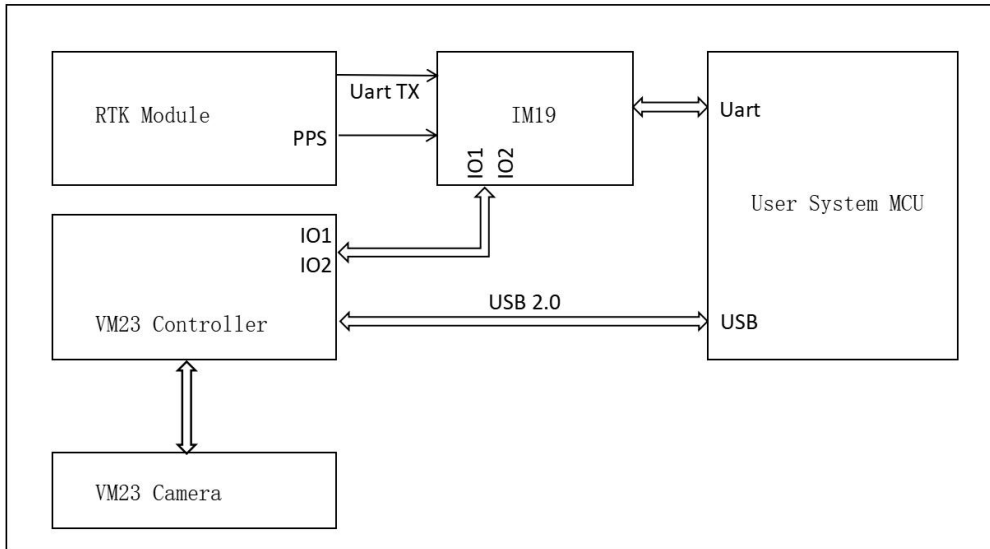 RTK Module
Uart TX
PPS
IM19
IO1
IO2
Uart
User System MCU
IO1
IO2
VM23 Controller
USB 2.0
USB
VM23 Camera